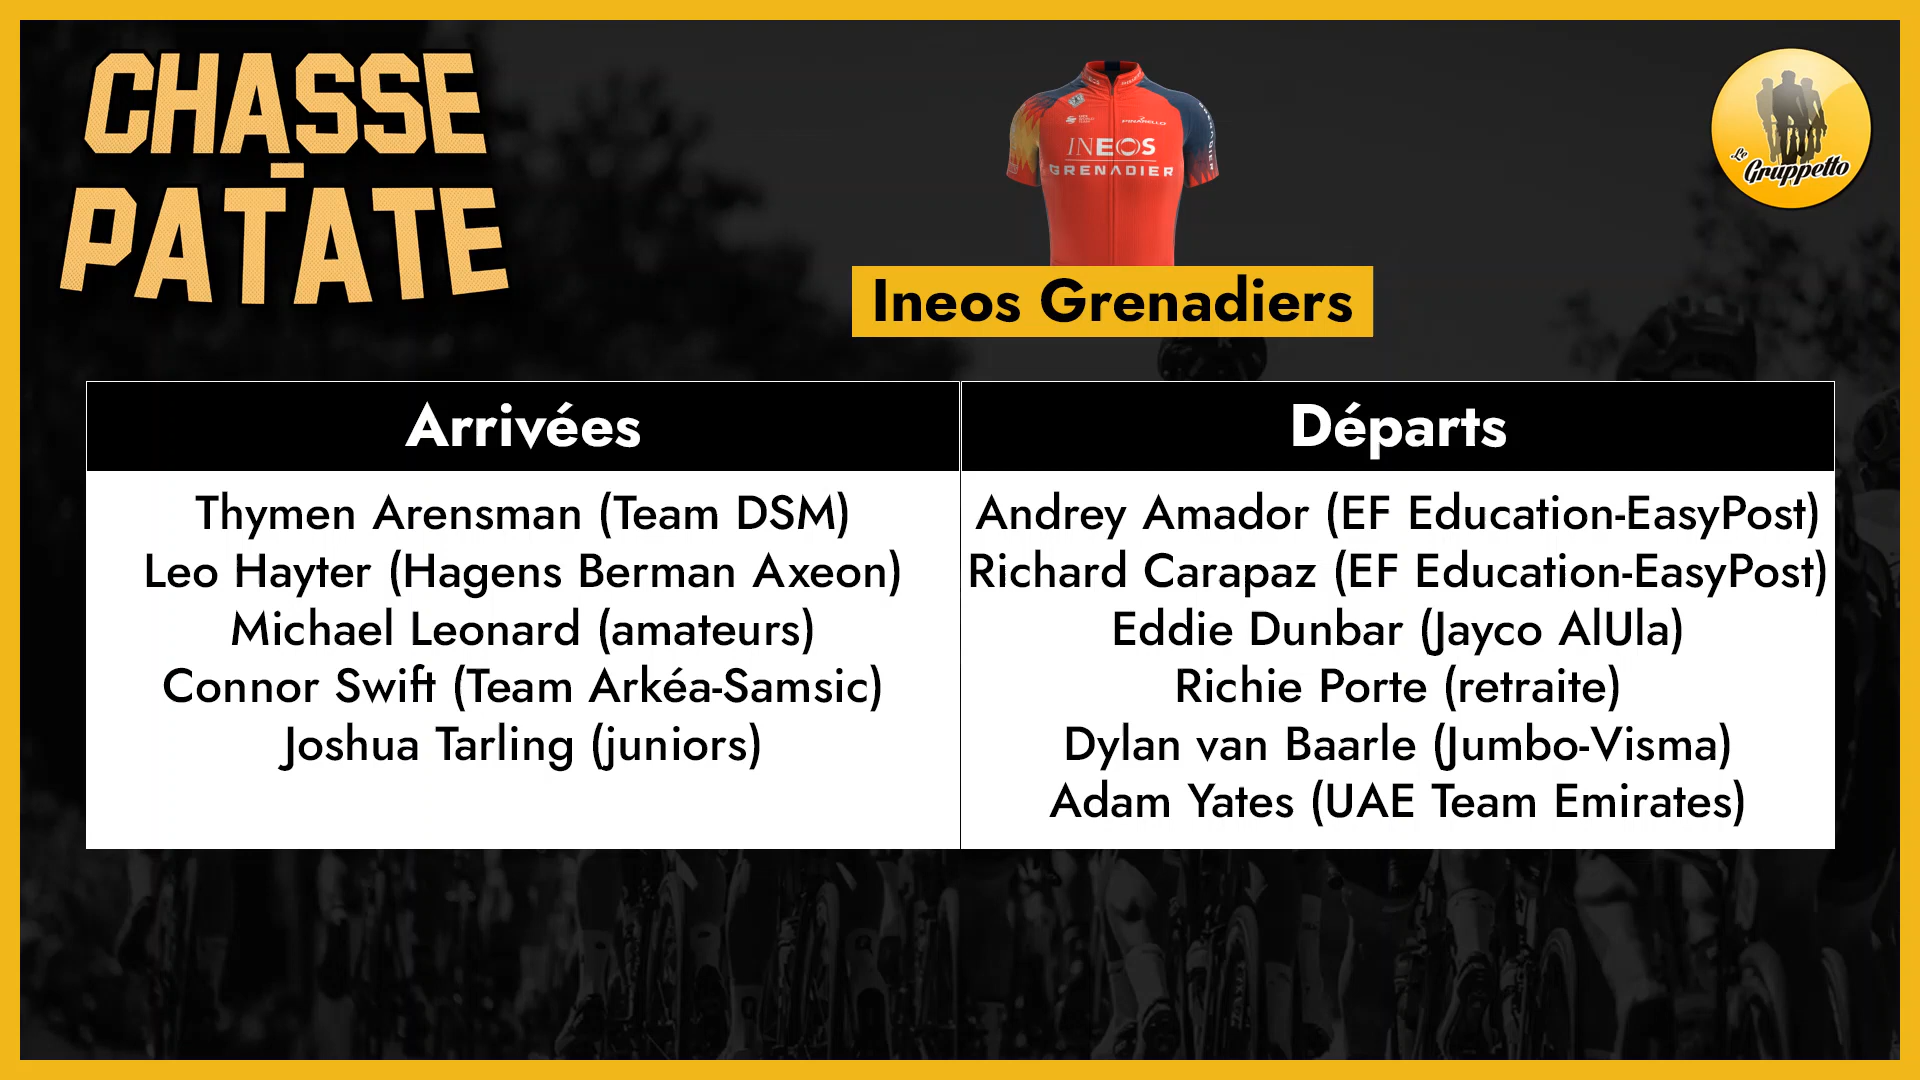 CHASSE
-
PATATE
PINARELLO
INEOS
GRENADIER
Le
Gruppetto
Ineos Grenadiers
Arrivées
Départs
Thymen Arensman (Team DSM)
Leo Hayter (Hagens Berman Axeon)
Michael Leonard (amateurs)
Connor Swift (Team Arkéa-Samsic)
Joshua Tarling (juniors)
Andrey Amador (EF Education-EasyPost)
Richard Carapaz (EF Education-EasyPost)
Eddie Dunbar (Jayco AlUla)
Richie Porte (retraite)
Dylan van Baarle (Jumbo-Visma)
Adam Yates (UAE Team Emirates)